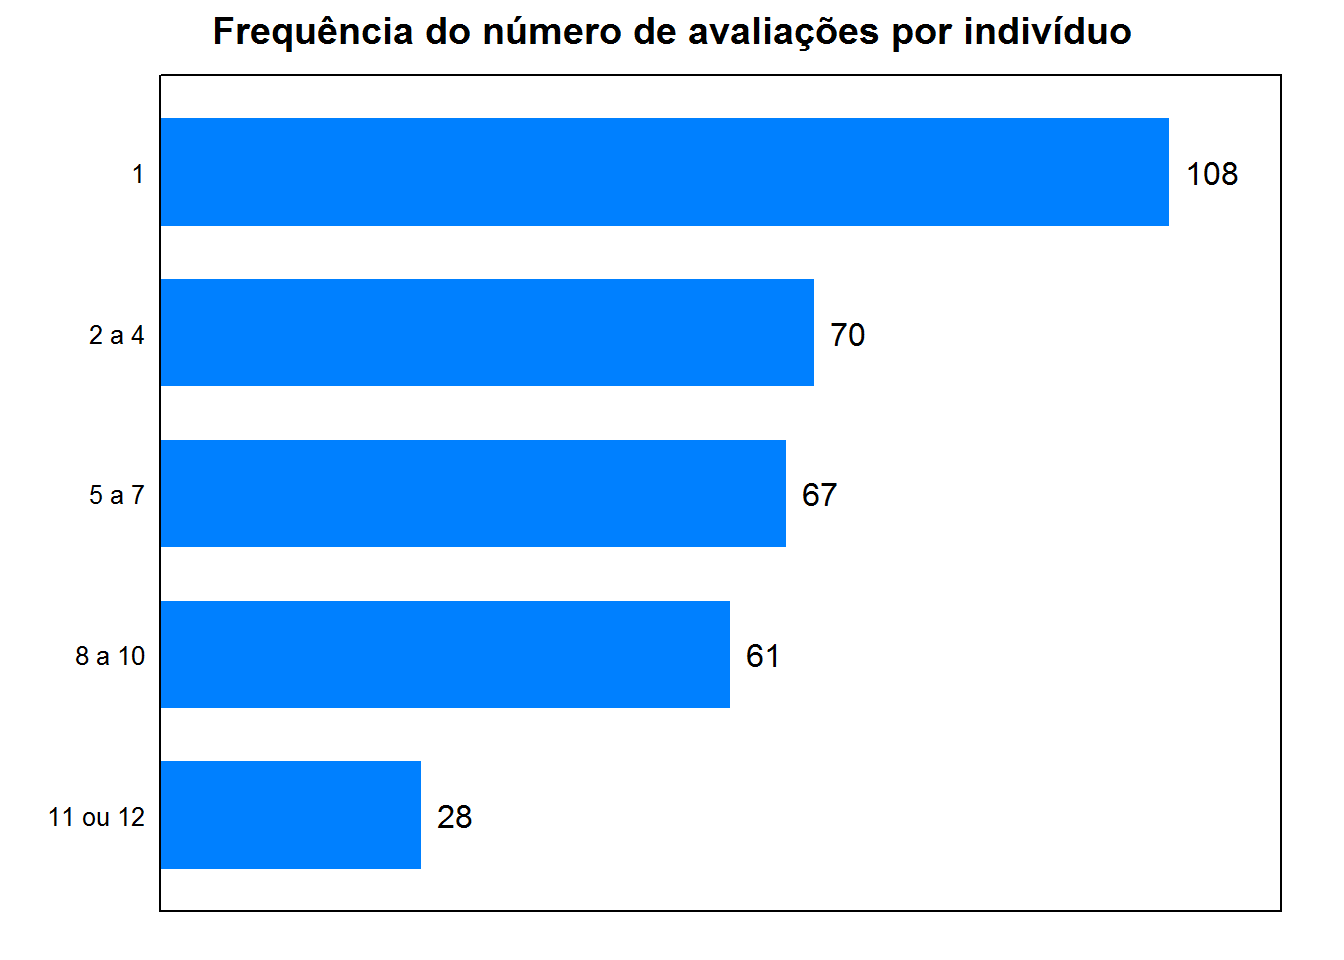 Frequência do número de avaliações por indivíduo
1
108
2 a 4
70
5 a 7
67
8 a 10
61
11 ou 12
28